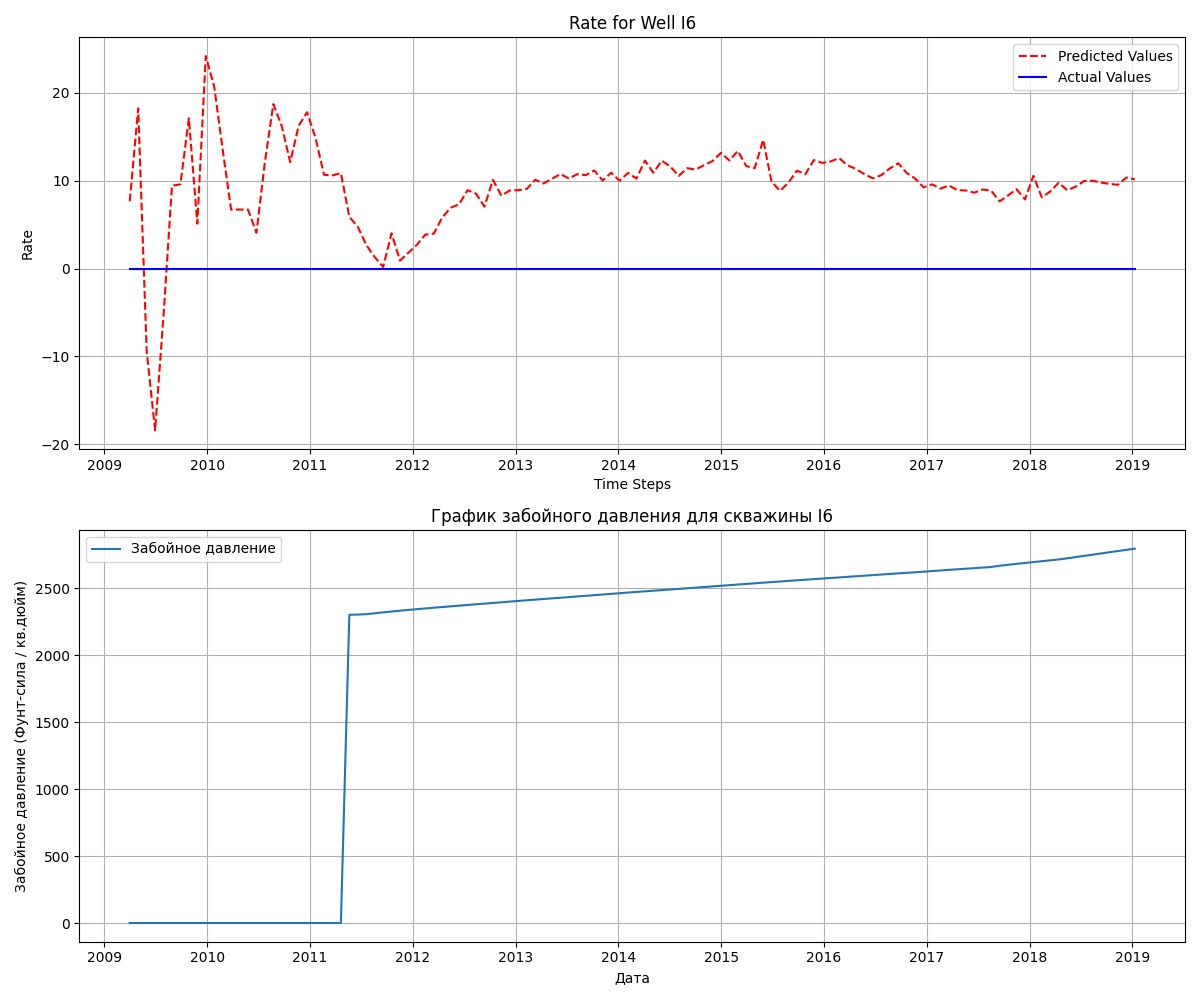 Rate for Well I6
Predicted Values
Actual Values
Rate
20
10
0
−10
−20
2009 2010 2011 2012 2013 2014 2015 2016 2017 2018 2019
Time Steps
График забойного давления для скважины I6
Забойное давление
Забойное давление (Фунт-сила / кв.дюйм)
2500
2000
1500
1000
500
0
2009 2010 2011 2012 2013 2014 2015 2016 2017 2018 2019
Дата